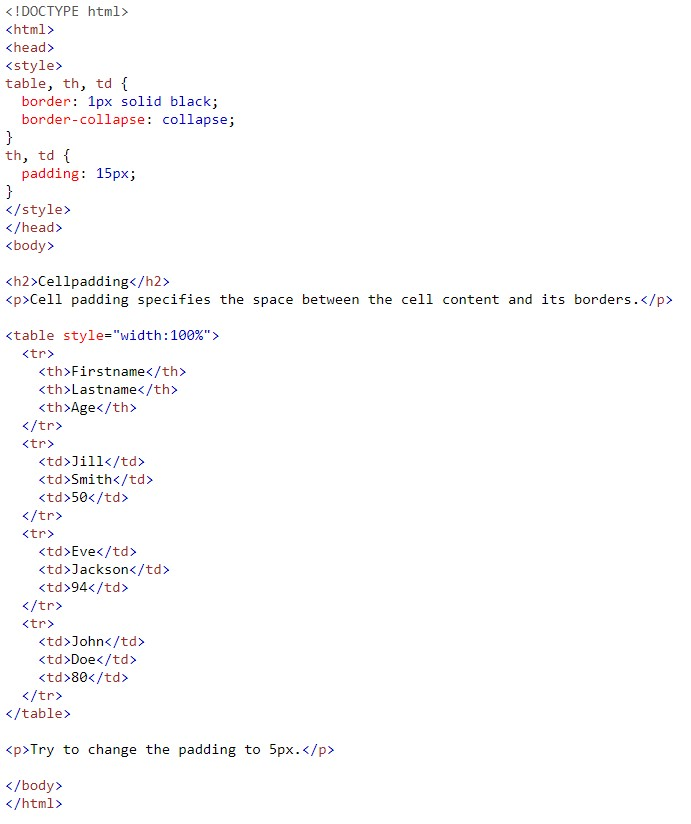 <!DOCTYPE html>
<html>
<head>
<style>
table, th, td {
  border: 1px solid black;
  border-collapse: collapse;
}
th, td {
  padding: 15px;
}
</style>
</head>
<body>

<h2>Cellpadding</h2>
<p>Cell padding specifies the space between the cell content and its borders.</p>

<table style="width:100%">
  <tr>
    <th>Firstname</th>
    <th>Lastname</th>
    <th>Age</th>
  </tr>
  <tr>
    <td>Jill</td>
    <td>Smith</td>
    <td>50</td>
  </tr>
  <tr>
    <td>Eve</td>
    <td>Jackson</td>
    <td>94</td>
  </tr>
  <tr>
    <td>John</td>
    <td>Doe</td>
    <td>80</td>
  </tr>
</table>

<p>Try to change the padding to 5px.</p>

</body>
</html>